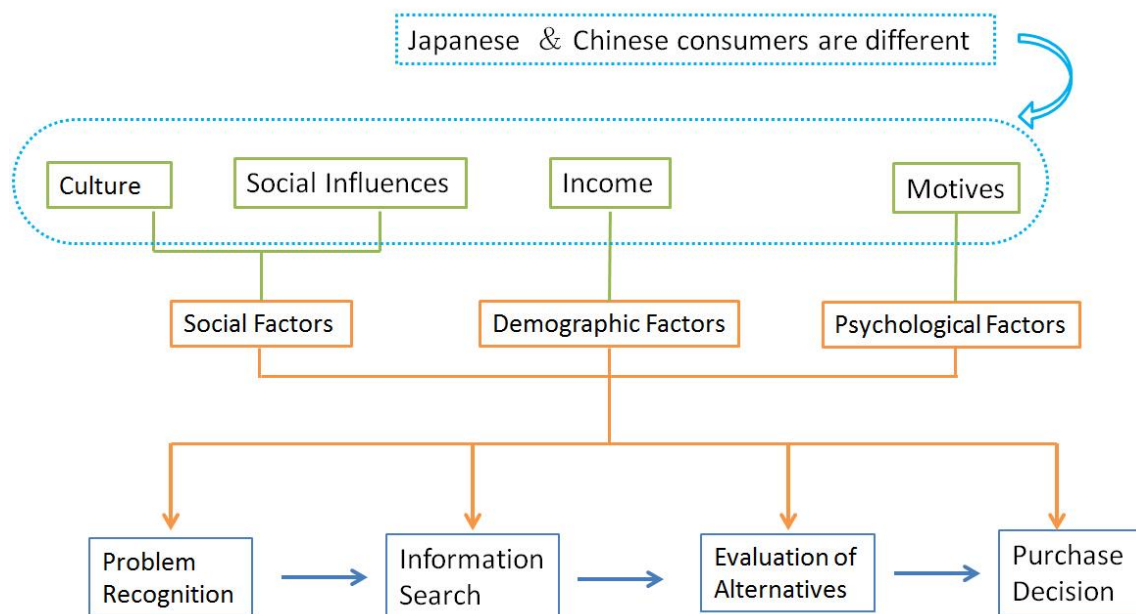 Japanese & Chinese consumers are different
Culture
Social Influences
Income
Motives
Social Factors
Demographic Factors
Psychological Factors
Problem
Recognition
Information
Search
Evaluation of
Alternatives
Purchase
Decision